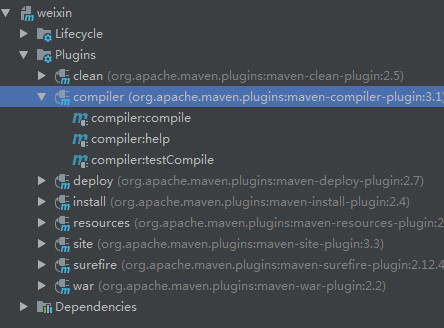 weixin
Lifecycle
Plugins
clean (org.apache.maven.plugins:maven-clean-plugin:2.5)
compiler (org.apache.maven.plugins:maven-compiler-plugin:3.1)
compiler:compile
compiler:help
compiler:testCompile
deploy (org.apache.maven.plugins:maven-deploy-plugin:2.7)
install (org.apache.maven.plugins:maven-install-plugin:2.4)
resources (org.apache.maven.plugins:maven-resources-plugin:2
site (org.apache.maven.plugins:maven-site-plugin:3.3)
surefire (org.apache.maven.plugins:maven-surefire-plugin:2.12.4
war (org.apache.maven.plugins:maven-war-plugin:2.2)
Dependencies